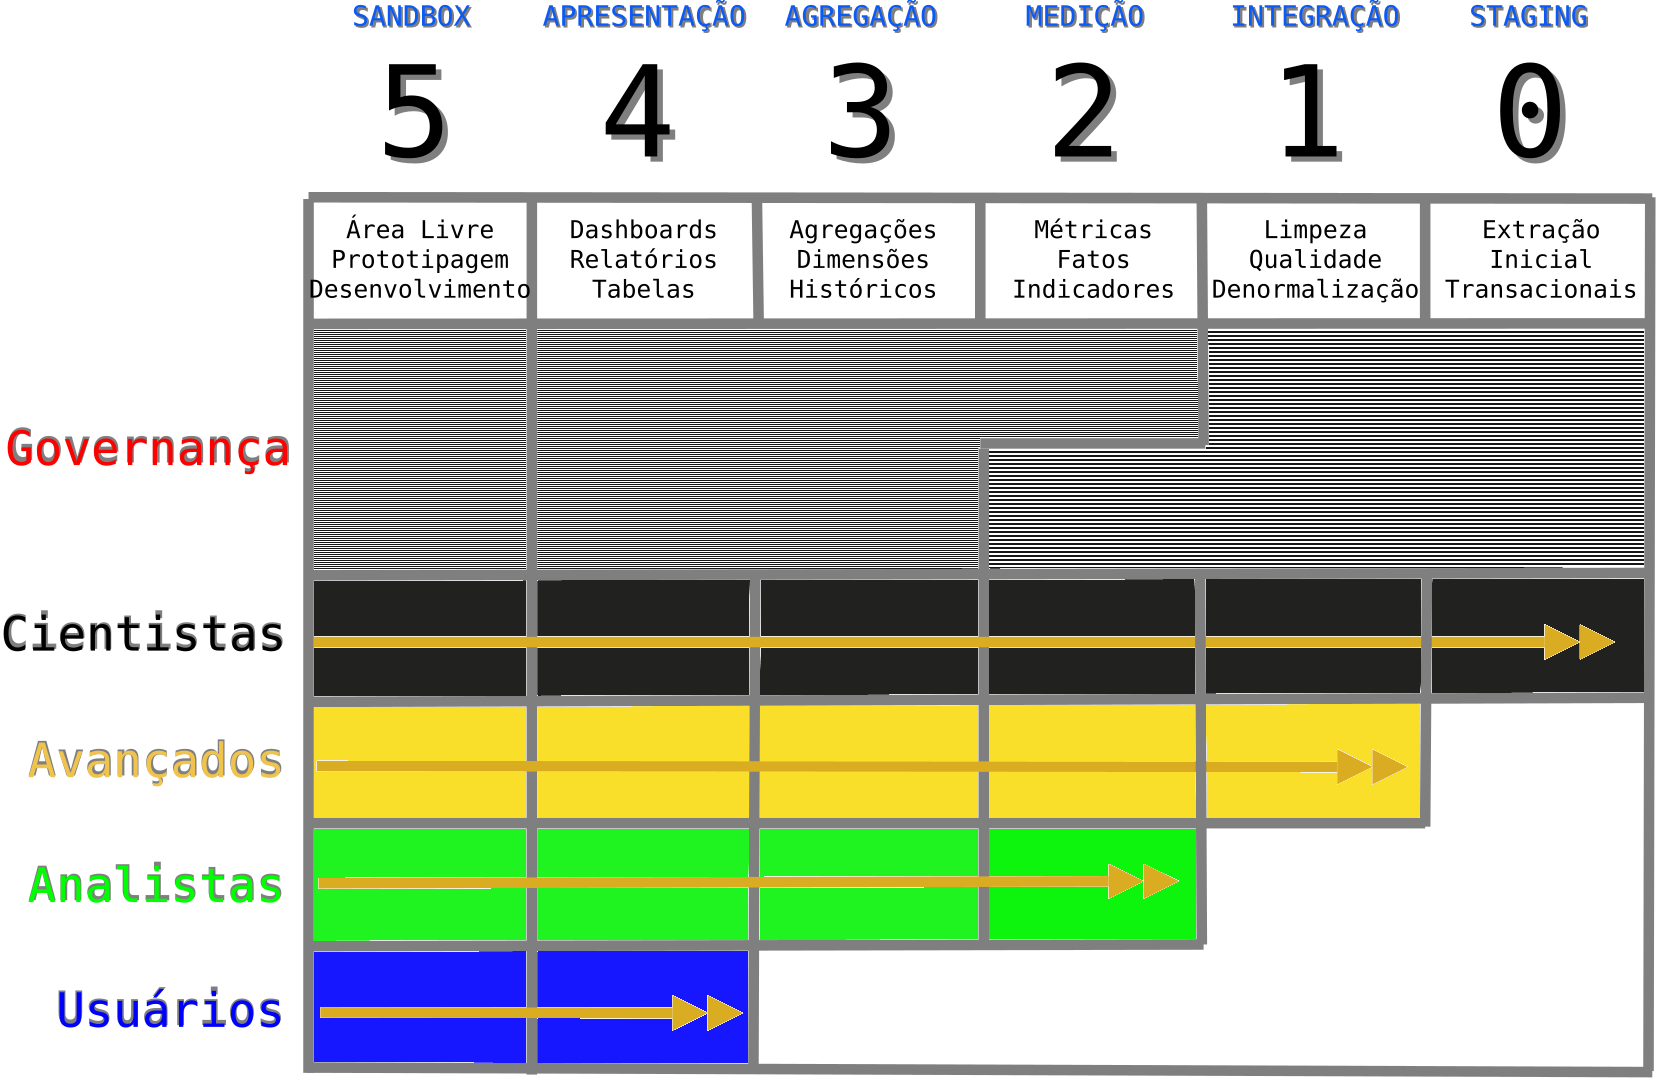 SANDBOX APRESENTAÇÃO AGREGAÇÃO MEDIÇÃO INTEGRAÇÃO STAGING
5 4 3 2 1 0
Área Livre
Prototipagem
Desenvolvimento
Dashboards
Relatórios
Tabelas
Agregações
Dimensões
Históricos
Métricas
Fatos
Indicadores
Limpeza
Qualidade
Denormalização
Extração
Inicial
Transacionais
Governança
Cientistas
Avançados
Analistas
Usuários